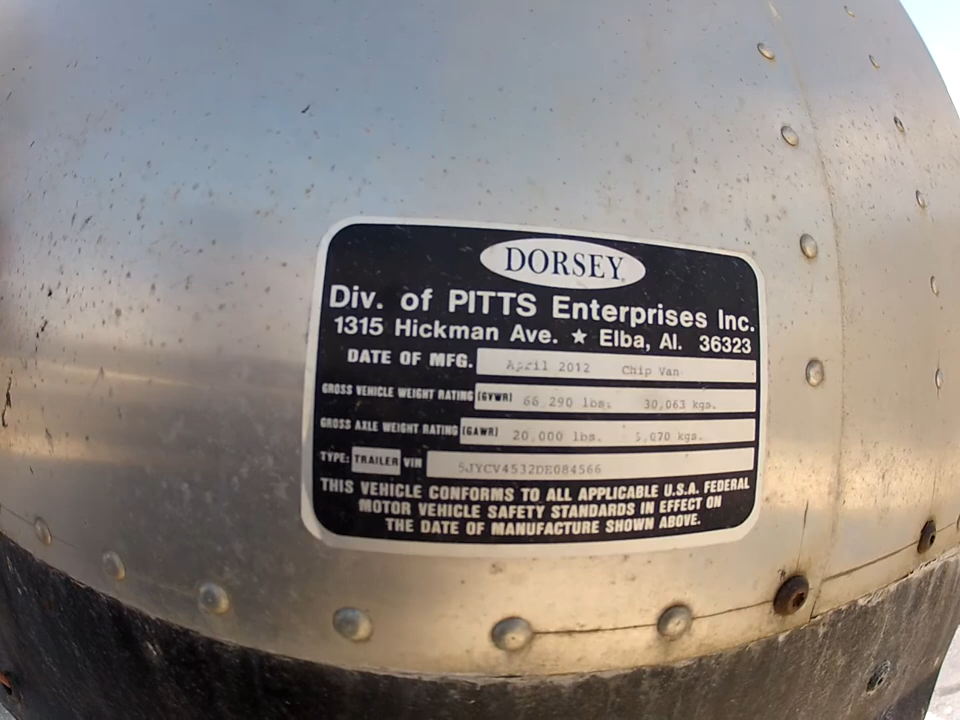 DORSEY
Div. of PITTS Enterprises Inc.
1315 Hickman Ave. ★ Elba, Al. 36323
DATE OF MFG. April 2012 Chip Van
GROSS VEHICLE WEIGHT RATING (GVWR) 66 290 lbs. 30,063 kgs.
GROSS AXLE WEIGHT RATING (GAWR) 20,000 lbs. 9,070 kgs.
TYPE: TRAILER VIN 5JYCV4532DE084566
THIS VEHICLE CONFORMS TO ALL APPLICABLE U.S.A. FEDERAL
MOTOR VEHICLE SAFETY STANDARDS IN EFFECT ON
THE DATE OF MANUFACTURE SHOWN ABOVE.